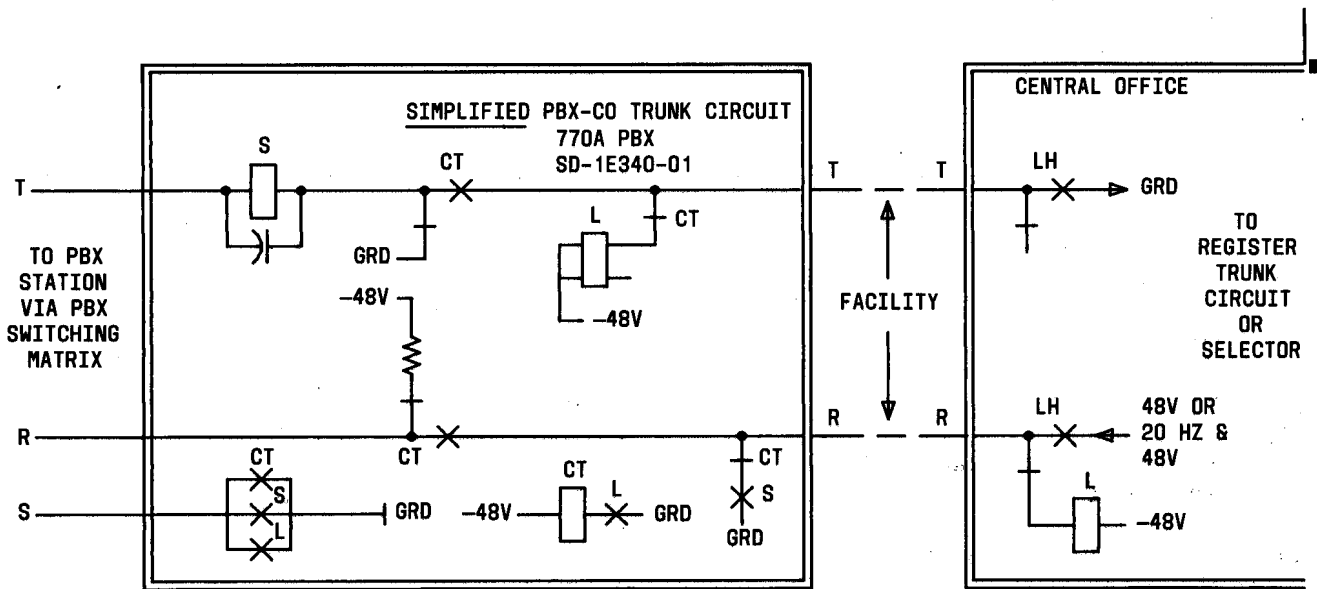 SIMPLIFIED PBX-CO TRUNK CIRCUIT
770A PBX
SD-1E340-01
CENTRAL OFFICE
S
CT
T
T
T
LH
GRD
L
CT
TO PBX
STATION
VIA PBX
SWITCHING
MATRIX
GRD
-48V
-48V
FACILITY
TO
REGISTER
TRUNK
CIRCUIT
OR
SELECTOR
R
CT
R
R
LH
48V OR
20 HZ &
48V
CT
S
CT
S
L
GRD
-48V
CT
L
GRD
S
GRD
L
-48V